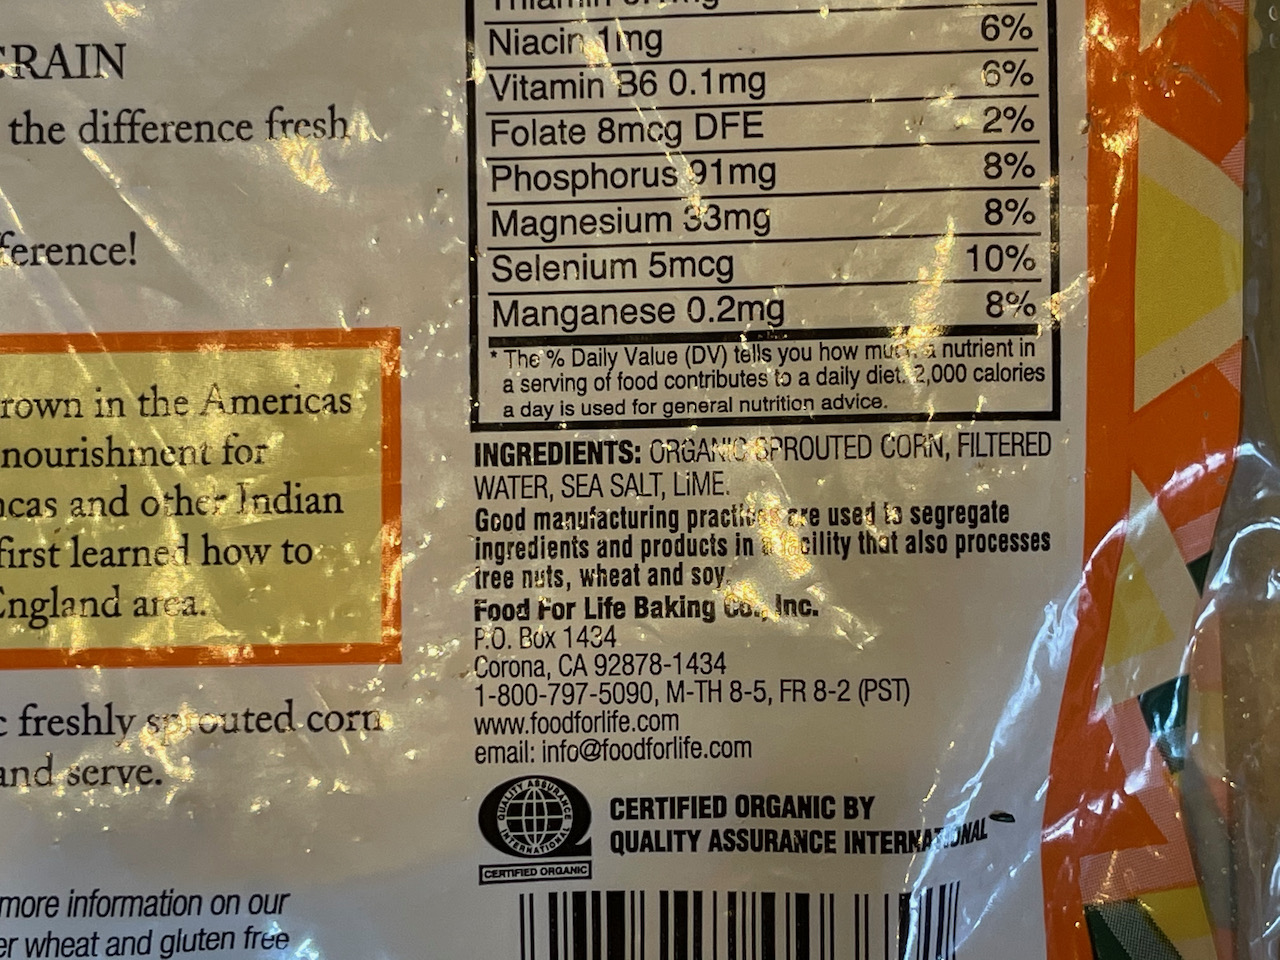 GRAIN
the difference fresh
ference!
rown in the Americas
nourishment for
ncas and other Indian
first learned how to
England area.
freshly sprouted corn
and serve.
more information on our
er wheat and gluten free
Niacin 1mg 6%
Vitamin B6 0.1mg 6%
Folate 8mcg DFE 2%
Phosphorus 91mg 8%
Magnesium 33mg 8%
Selenium 5mcg 10%
Manganese 0.2mg 8%
* The % Daily Value (DV) tells you how much a nutrient in
a serving of food contributes to a daily diet. 2,000 calories
a day is used for general nutrition advice.
INGREDIENTS: ORGANIC SPROUTED CORN, FILTERED
WATER, SEA SALT, LIME.
Good manufacturing practices are used to segregate
ingredients and products in a facility that also processes
tree nuts, wheat and soy.
Food For Life Baking Co., Inc.
P.O. Box 1434
Corona, CA 92878-1434
1-800-797-5090, M-TH 8-5, FR 8-2 (PST)
www.foodforlife.com
email: info@foodforlife.com
QUALITY ASSURANCE
INTERNATIONAL
CERTIFIED ORGANIC
CERTIFIED ORGANIC BY
QUALITY ASSURANCE INTERNATIONAL